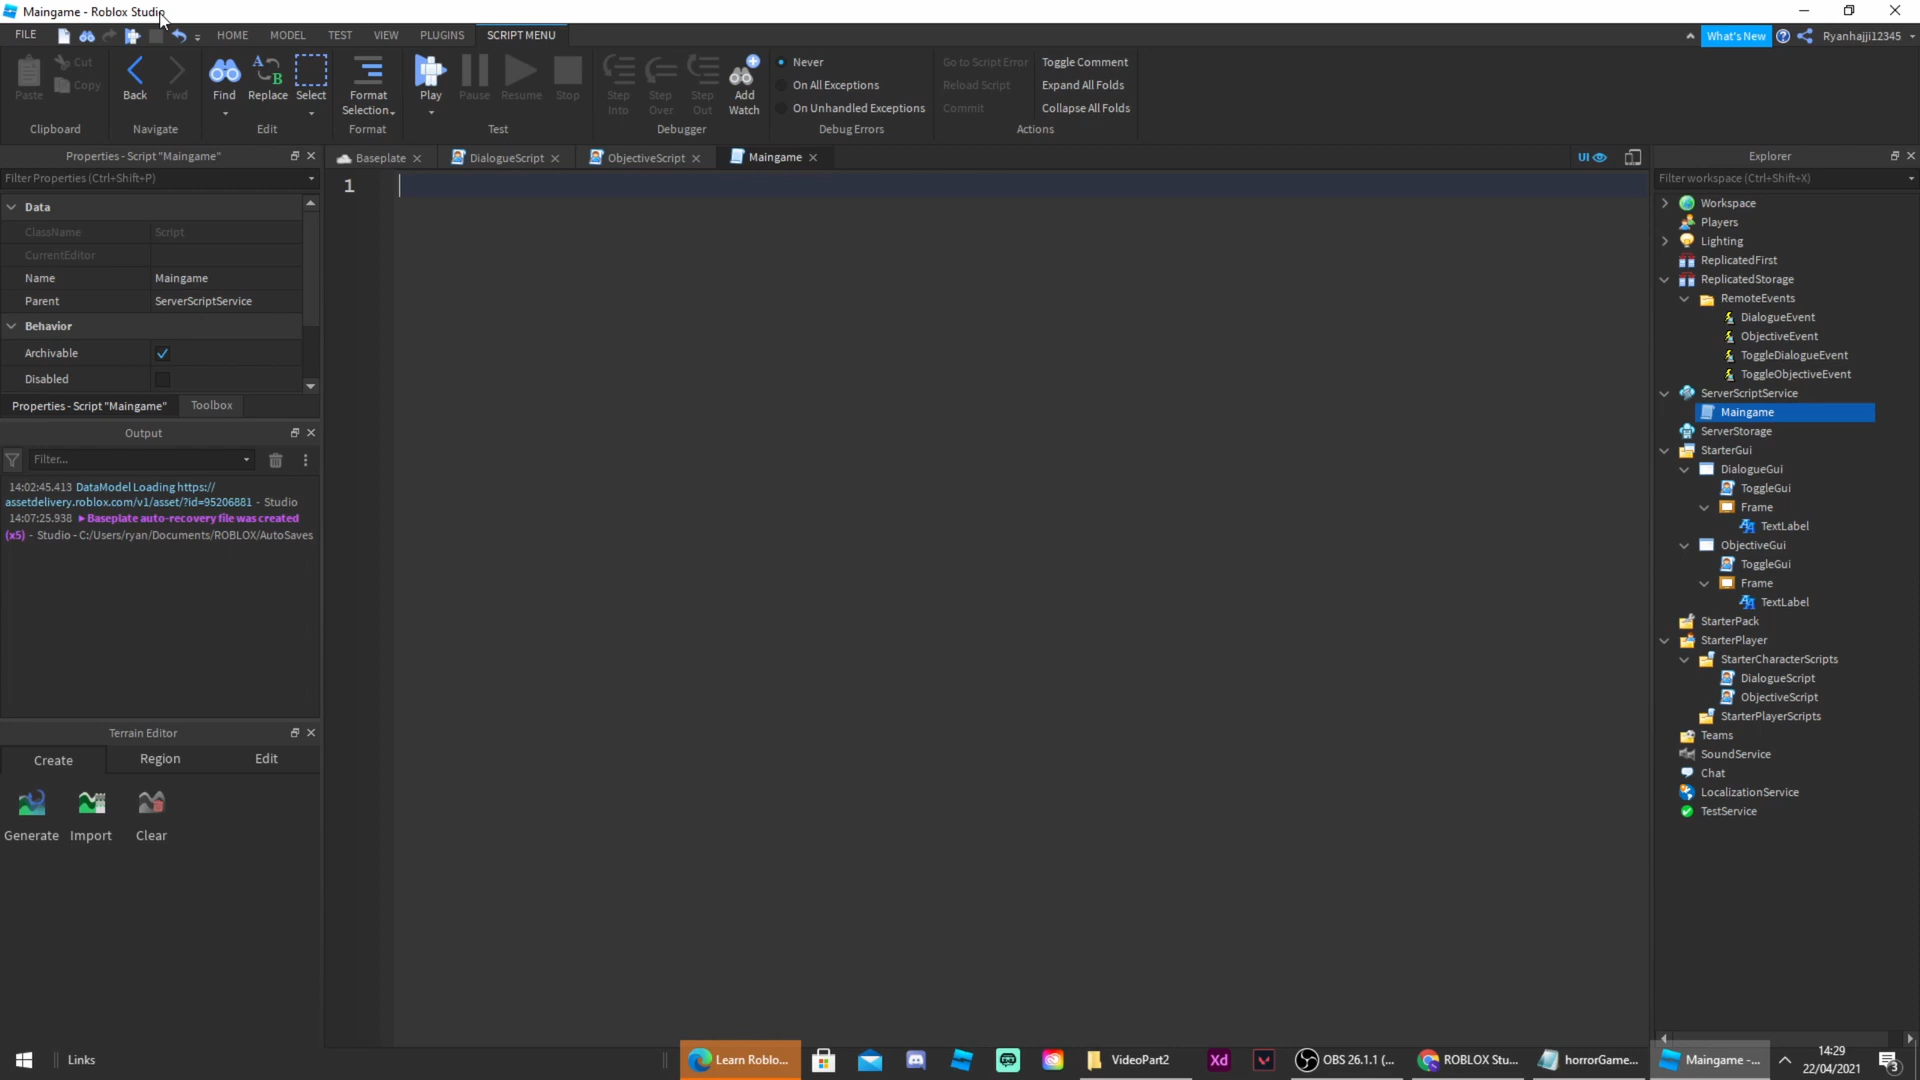 Maingame - Roblox Studio
FILE HOME MODEL TEST VIEW PLUGINS SCRIPT MENU What's New Ryanhajji12345
Paste Cut Copy Back Fwd Find Replace Select Format Selection Play Pause Resume Stop Step Into Step Over Step Out Add Watch
Never
On All Exceptions
On Unhandled Exceptions
Go to Script Error
Reload Script
Commit
Toggle Comment
Expand All Folds
Collapse All Folds
Clipboard Navigate Edit Format Test Debugger Debug Errors Actions
Properties - Script "Maingame"
Filter Properties (Ctrl+Shift+P)
Data
ClassName Script
CurrentEditor
Name Maingame
Parent ServerScriptService
Behavior
Archivable
Disabled
Properties - Script "Maingame" Toolbox
Output
Filter...
14:02:45.413 DataModel Loading https://
assetdelivery.roblox.com/v1/asset/?id=95206881 - Studio
14:07:25.938 Baseplate auto-recovery file was created
(x5) - Studio - C:/Users/ryan/Documents/ROBLOX/AutoSaves
Terrain Editor
Create Region Edit
Generate Import Clear
Baseplate DialogueScript ObjectiveScript Maingame UI
1
Explorer
Filter workspace (Ctrl+Shift+X)
Workspace
Players
Lighting
ReplicatedFirst
ReplicatedStorage
RemoteEvents
DialogueEvent
ObjectiveEvent
ToggleDialogueEvent
ToggleObjectiveEvent
ServerScriptService
Maingame
ServerStorage
StarterGui
DialogueGui
ToggleGui
Frame
TextLabel
ObjectiveGui
ToggleGui
Frame
TextLabel
StarterPack
StarterPlayer
StarterCharacterScripts
DialogueScript
ObjectiveScript
StarterPlayerScripts
Teams
SoundService
Chat
LocalizationService
TestService
Links Learn Roblo... VideoPart2 Xd OBS 26.1.1 (... ROBLOX Stu... horrorGame... Maingame -...
14:29
22/04/2021
3